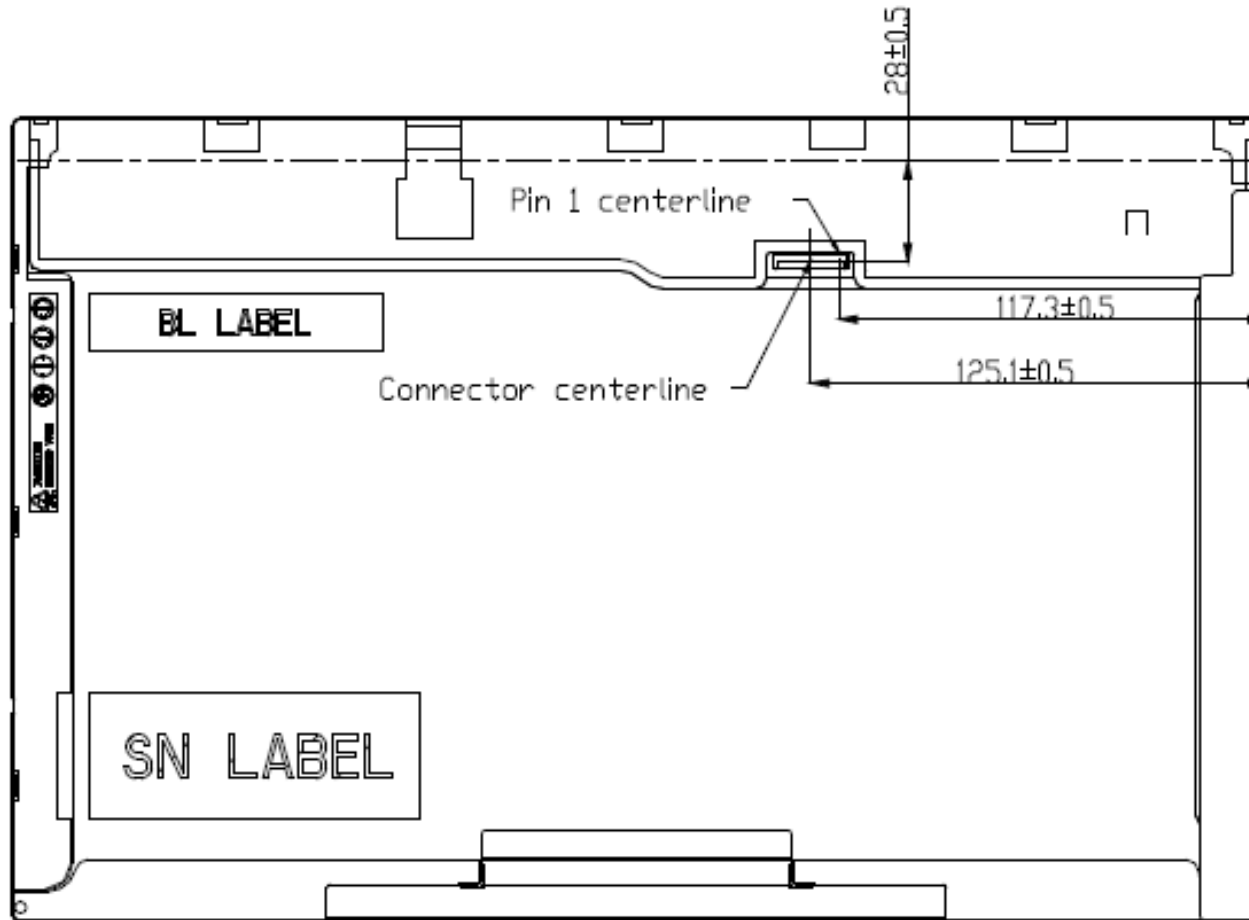 28±0.5
Pin 1 centerline
117.3±0.5
BL LABEL
125.1±0.5
Connector centerline
SN LABEL